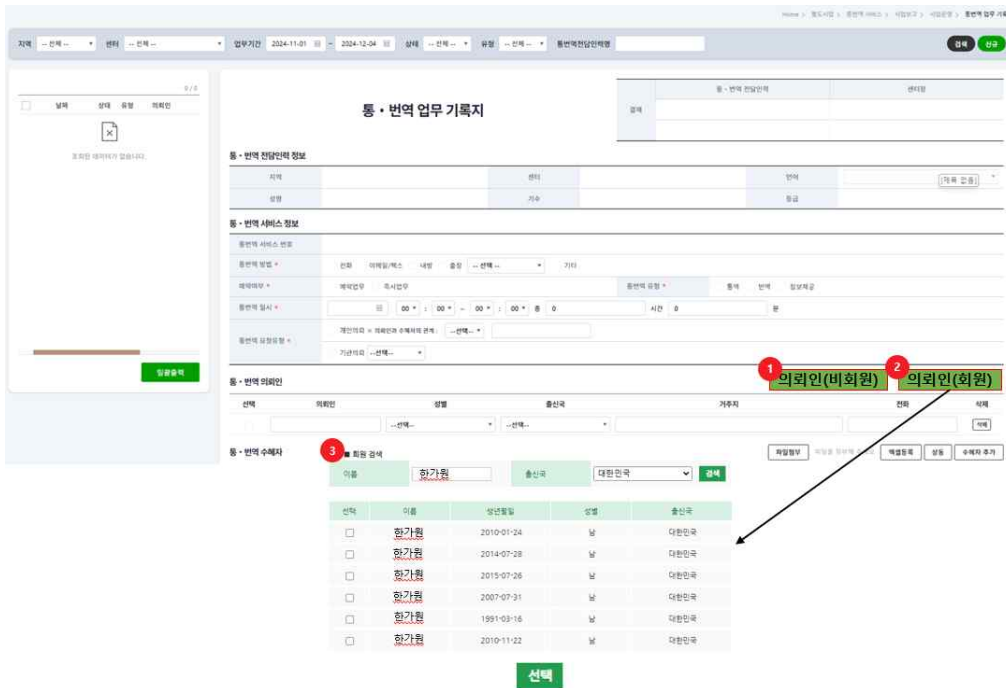 Home > 별도사업 > 통번역 서비스 > 사업보고 > 사업운영 > 통번역 업무 기록
지역 -- 전체 -- 센터 -- 전체 -- 업무기간 2024-11-01 ~ 2024-12-04 상태 -- 전체 -- 유형 -- 전체 -- 통번역전담인력명 검색 신규
0 / 0
날짜 상태 유형 의뢰인
조회된 데이터가 없습니다.
일괄출력
통・번역 업무 기록지
결재 통・번역 전담인력 센터장
통・번역 전담인력 정보
지역 센터 언어 [제목 없음]
성명 기수 등급
통・번역 서비스 정보
통번역 서비스 번호
통번역 방법 * 전화 이메일/팩스 내방 출장 -- 선택 -- 기타
예약여부 * 예약업무 즉시업무 통번역 유형 * 통역 번역 정보제공
통번역 일시 * 00 : 00 ~ 00 : 00 총 0 시간 0 분
통번역 요청유형 * 개인의뢰 ※ 의뢰인과 수혜자의 관계 : --선택--
기관의뢰 --선택--
1 의뢰인(비회원) 2 의뢰인(회원)
통・번역 의뢰인
선택 의뢰인 성별 출신국 거주지 전화 삭제
--선택-- --선택-- 삭제
통・번역 수혜자 파일첨부 엑셀등록 상동 수혜자 추가
3 ■ 회원 검색
이름 한가원 출신국 대한민국 검색
선택 이름 생년월일 성별 출신국
한가원 2010-01-24 남 대한민국
한가원 2014-07-28 남 대한민국
한가원 2015-07-26 남 대한민국
한가원 2007-07-31 남 대한민국
한가원 1991-03-16 남 대한민국
한가원 2010-11-22 남 대한민국
선택